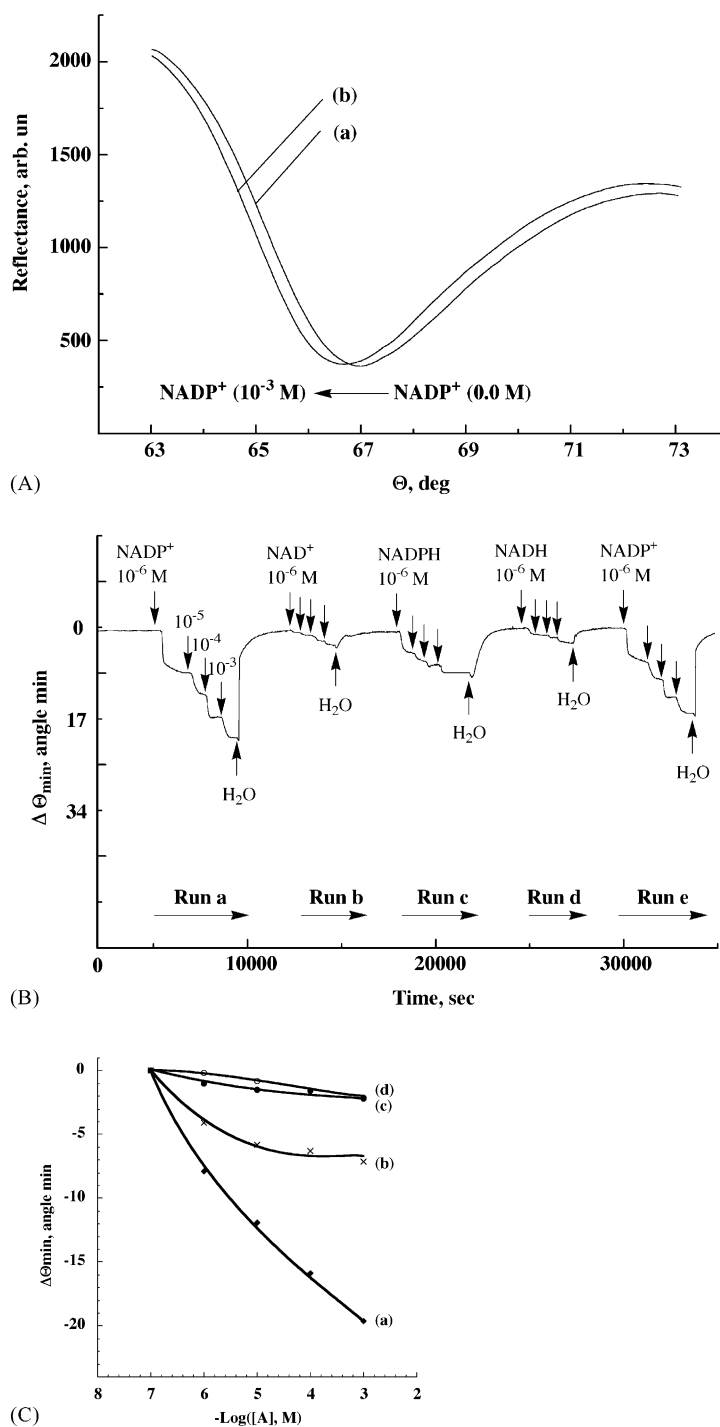 2000
1500
1000
500
Reflectance, arb. un
(b)
(a)
NADP⁺ (10⁻³ M)
NADP⁺ (0.0 M)
63
65
67
69
71
73
(A)
Θ, deg
NADP⁺
10⁻⁶ M
10⁻⁵
10⁻⁴
10⁻³
NAD⁺
10⁻⁶ M
NADPH
10⁻⁶ M
NADH
10⁻⁶ M
NADP⁺
10⁻⁶ M
0
17
34
Δ Θmin, angle min
H₂O
H₂O
H₂O
H₂O
H₂O
Run a
Run b
Run c
Run d
Run e
0
10000
20000
30000
(B)
Time, sec
0
-5
-10
-15
-20
ΔΘmin, angle min
(d)
(c)
(b)
(a)
8
7
6
5
4
3
2
(C)
-Log([A], M)